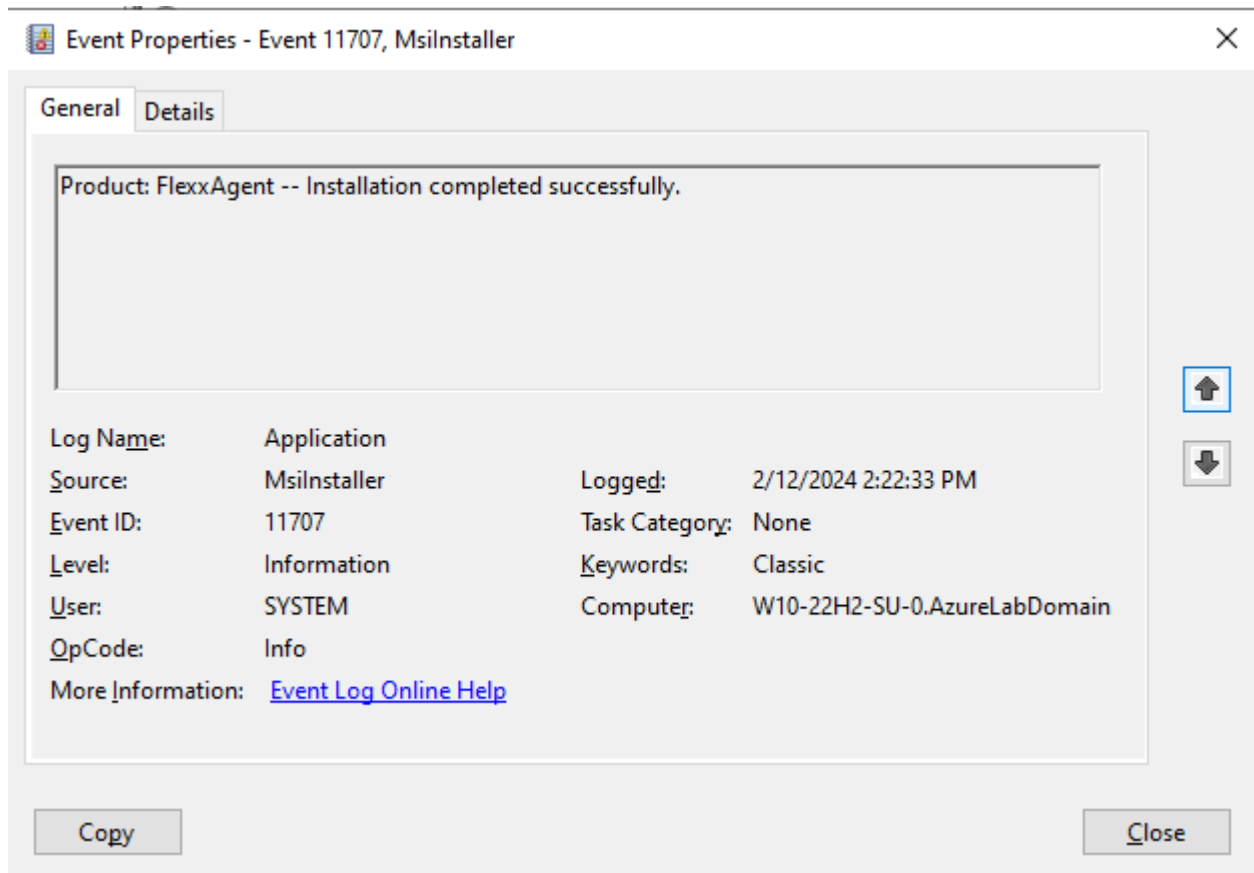 Event Properties - Event 11707, MsiInstaller
General Details
Product: FlexxAgent -- Installation completed successfully.
Log Name: Application
Source: MsiInstaller Logged: 2/12/2024 2:22:33 PM
Event ID: 11707 Task Category: None
Level: Information Keywords: Classic
User: SYSTEM Computer: W10-22H2-SU-0.AzureLabDomain
OpCode: Info
More Information: Event Log Online Help
Copy Close